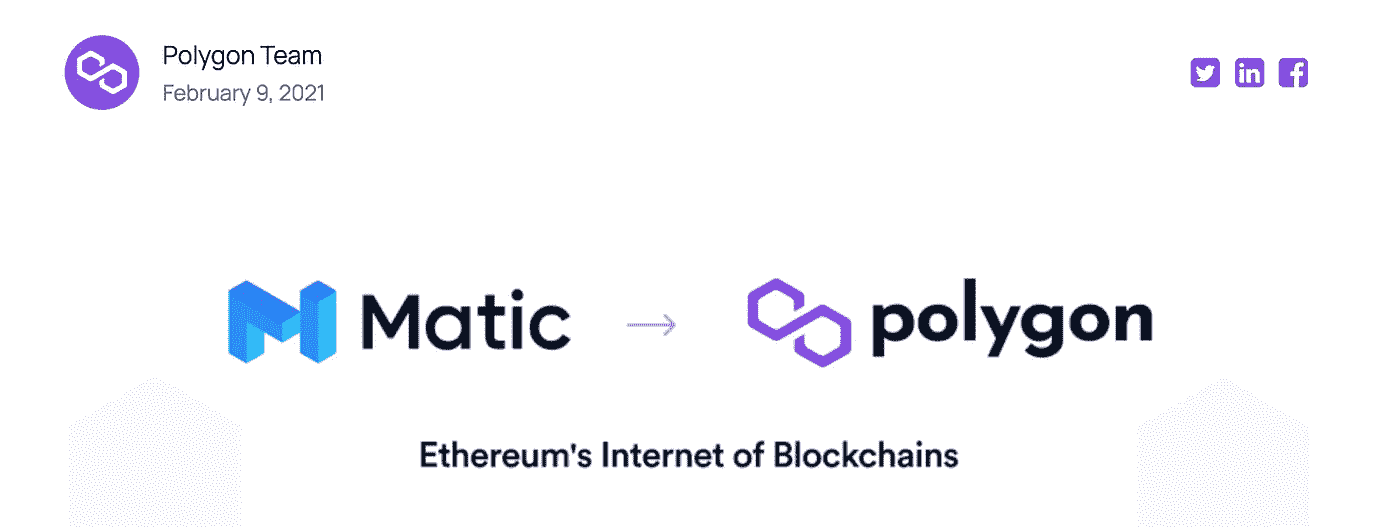 Polygon Team
February 9, 2021
Matic
polygon
Ethereum's Internet of Blockchains